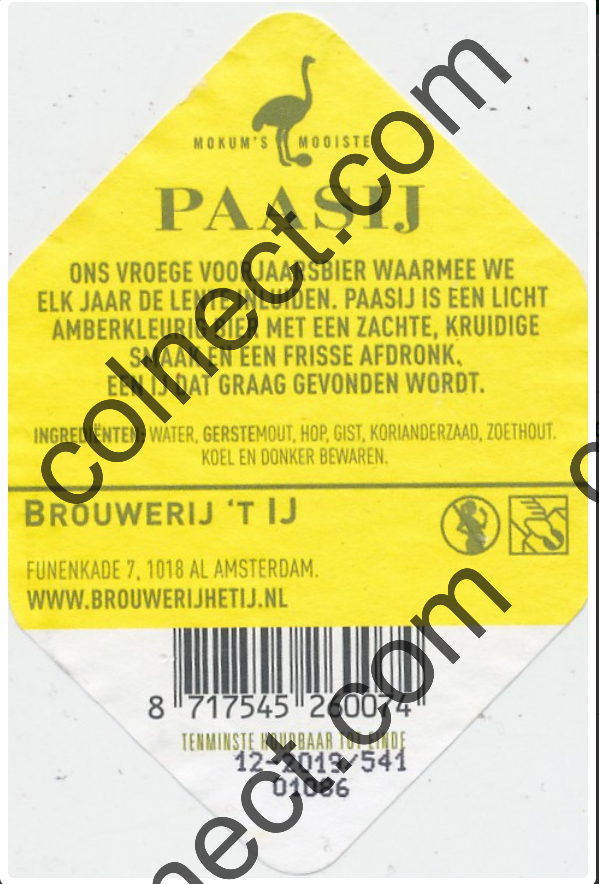 MOKUM'S MOOISTE
PAASIJ
ONS VROEGE VOORJAARSBIER WAARMEE WE
ELK JAAR DE LENTE INLUIDEN. PAASIJ IS EEN LICHT
AMBERKLEURIG BIER MET EEN ZACHTE, KRUIDIGE
SMAAK EN EEN FRISSE AFDRONK.
EEN IJ DAT GRAAG GEVONDEN WORDT.
INGREDIËNTEN: WATER, GERSTEMOUT, HOP, GIST, KORIANDERZAAD, ZOETHOUT.
KOEL EN DONKER BEWAREN.
BROUWERIJ 'T IJ
FUNENKADE 7, 1018 AL AMSTERDAM.
WWW.BROUWERIJHETIJ.NL
8 717545 260074
TENMINSTE HOUDBAAR TOT EINDE
12-2019/541
01086
colnect.com
colnect.com